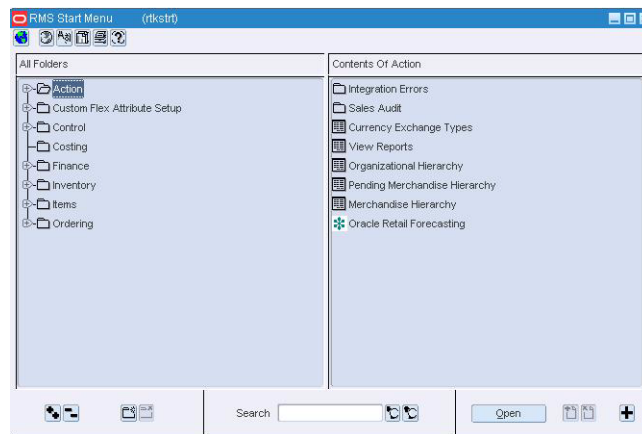 RMS Start Menu (rtkstrt)
All Folders
Contents Of Action
Action
Custom Flex Attribute Setup
Control
Costing
Finance
Inventory
Items
Ordering
Integration Errors
Sales Audit
Currency Exchange Types
View Reports
Organizational Hierarchy
Pending Merchandise Hierarchy
Merchandise Hierarchy
Oracle Retail Forecasting
Search
Open